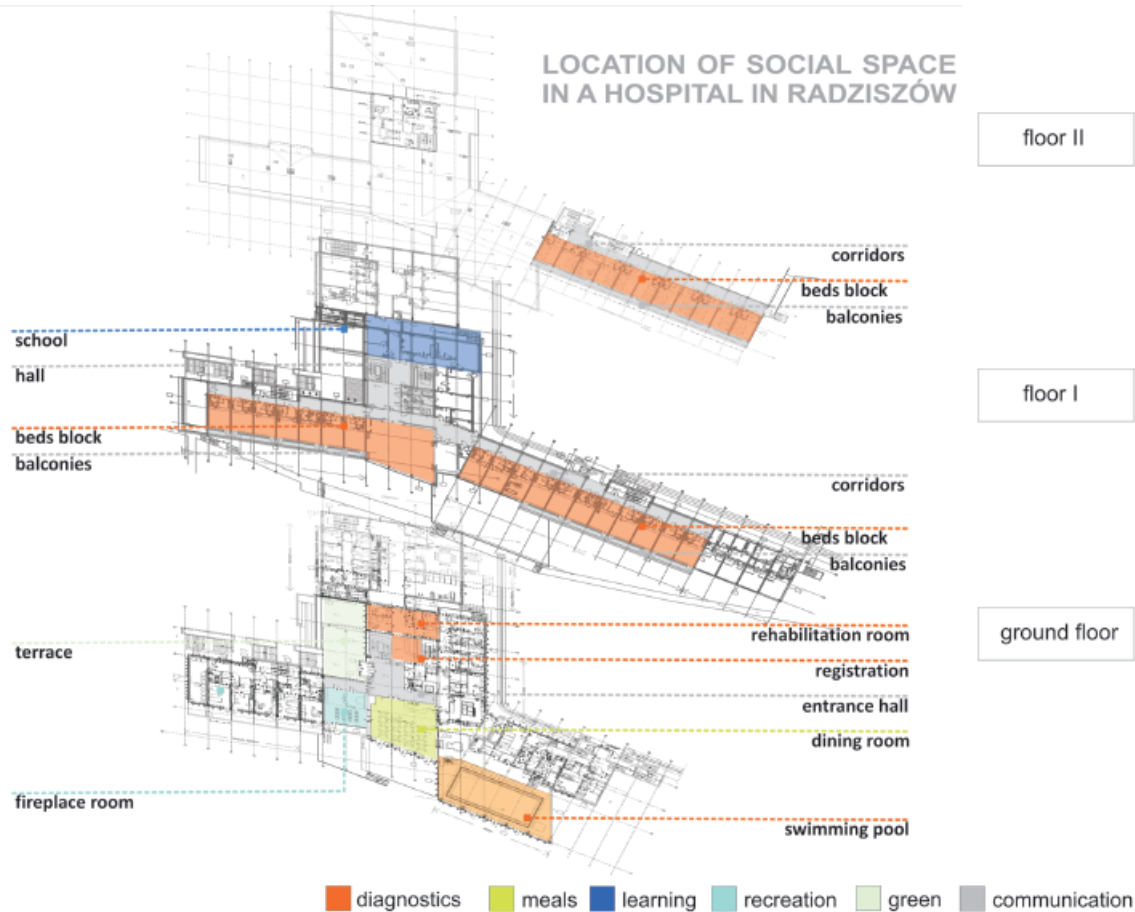 LOCATION OF SOCIAL SPACE
IN A HOSPITAL IN RADZISZÓW
floor II
corridors
beds block
balconies
school
hall
floor I
beds block
balconies
corridors
beds block
balconies
rehabilitation room
ground floor
terrace
registration
entrance hall
dining room
fireplace room
swimming pool
diagnostics meals learning recreation green communication